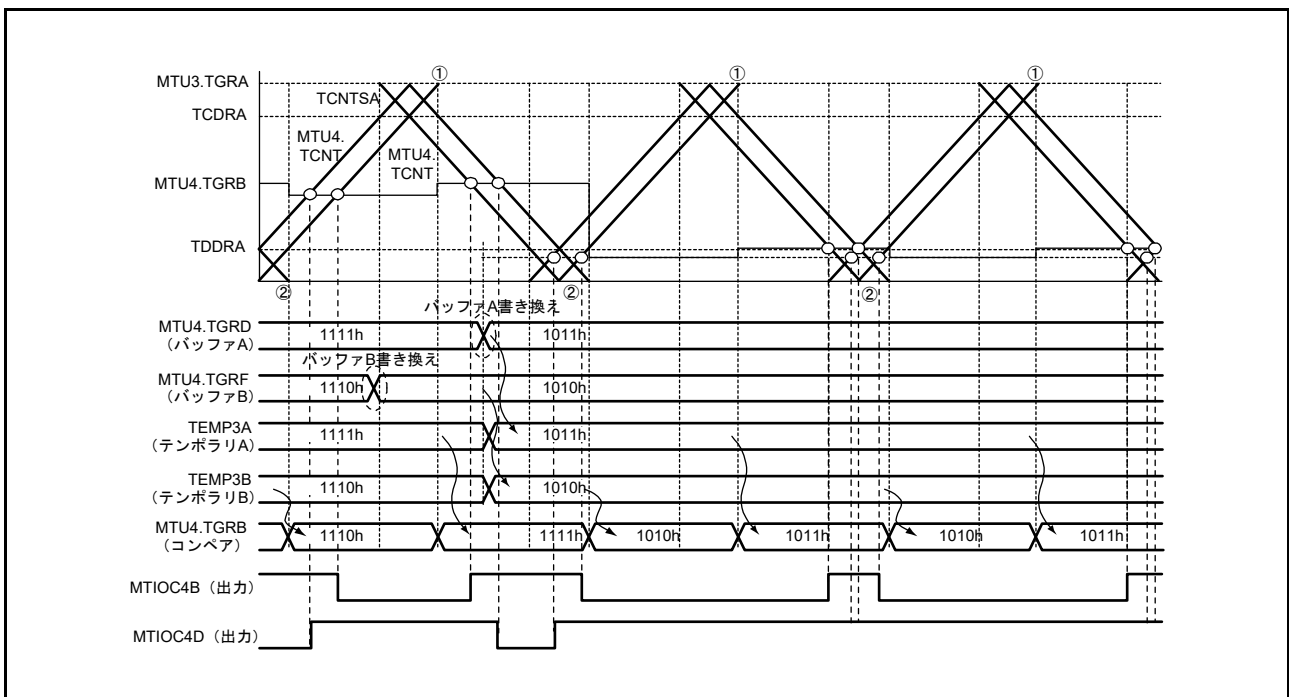 MTU3.TGRA
①
①
①
TCNTSA
TCDRA
MTU4.
TCNT
MTU4.
TCNT
MTU4.TGRB
TDDRA
②
②
②
バッファA書き換え
MTU4.TGRD
(バッファA)
1111h
1011h
バッファB書き換え
MTU4.TGRF
(バッファB)
1110h
1010h
TEMP3A
(テンポラリA)
1111h
1011h
TEMP3B
(テンポラリB)
1110h
1010h
MTU4.TGRB
(コンペア)
1110h
1111h
1010h
1011h
1010h
1011h
MTIOC4B(出力)
MTIOC4D(出力)